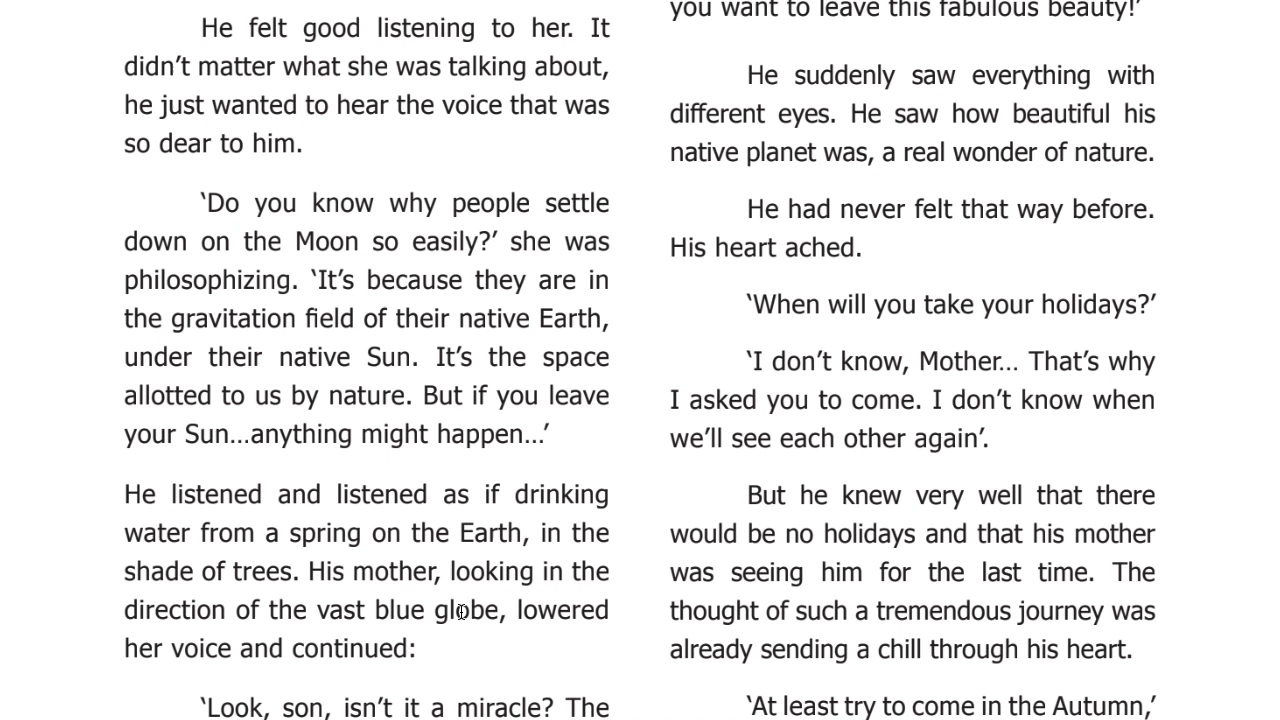 He felt good listening to her. It
didn’t matter what she was talking about,
he just wanted to hear the voice that was
so dear to him.
‘Do you know why people settle
down on the Moon so easily?’ she was
philosophizing. ‘It’s because they are in
the gravitation field of their native Earth,
under their native Sun. It’s the space
allotted to us by nature. But if you leave
your Sun...anything might happen...’
He listened and listened as if drinking
water from a spring on the Earth, in the
shade of trees. His mother, looking in the
direction of the vast blue globe, lowered
her voice and continued:
‘Look, son, isn’t it a miracle? The
you want to leave this fabulous beauty!’
He suddenly saw everything with
different eyes. He saw how beautiful his
native planet was, a real wonder of nature.
He had never felt that way before.
His heart ached.
‘When will you take your holidays?’
‘I don’t know, Mother... That’s why
I asked you to come. I don’t know when
we’ll see each other again’.
But he knew very well that there
would be no holidays and that his mother
was seeing him for the last time. The
thought of such a tremendous journey was
already sending a chill through his heart.
‘At least try to come in the Autumn,’